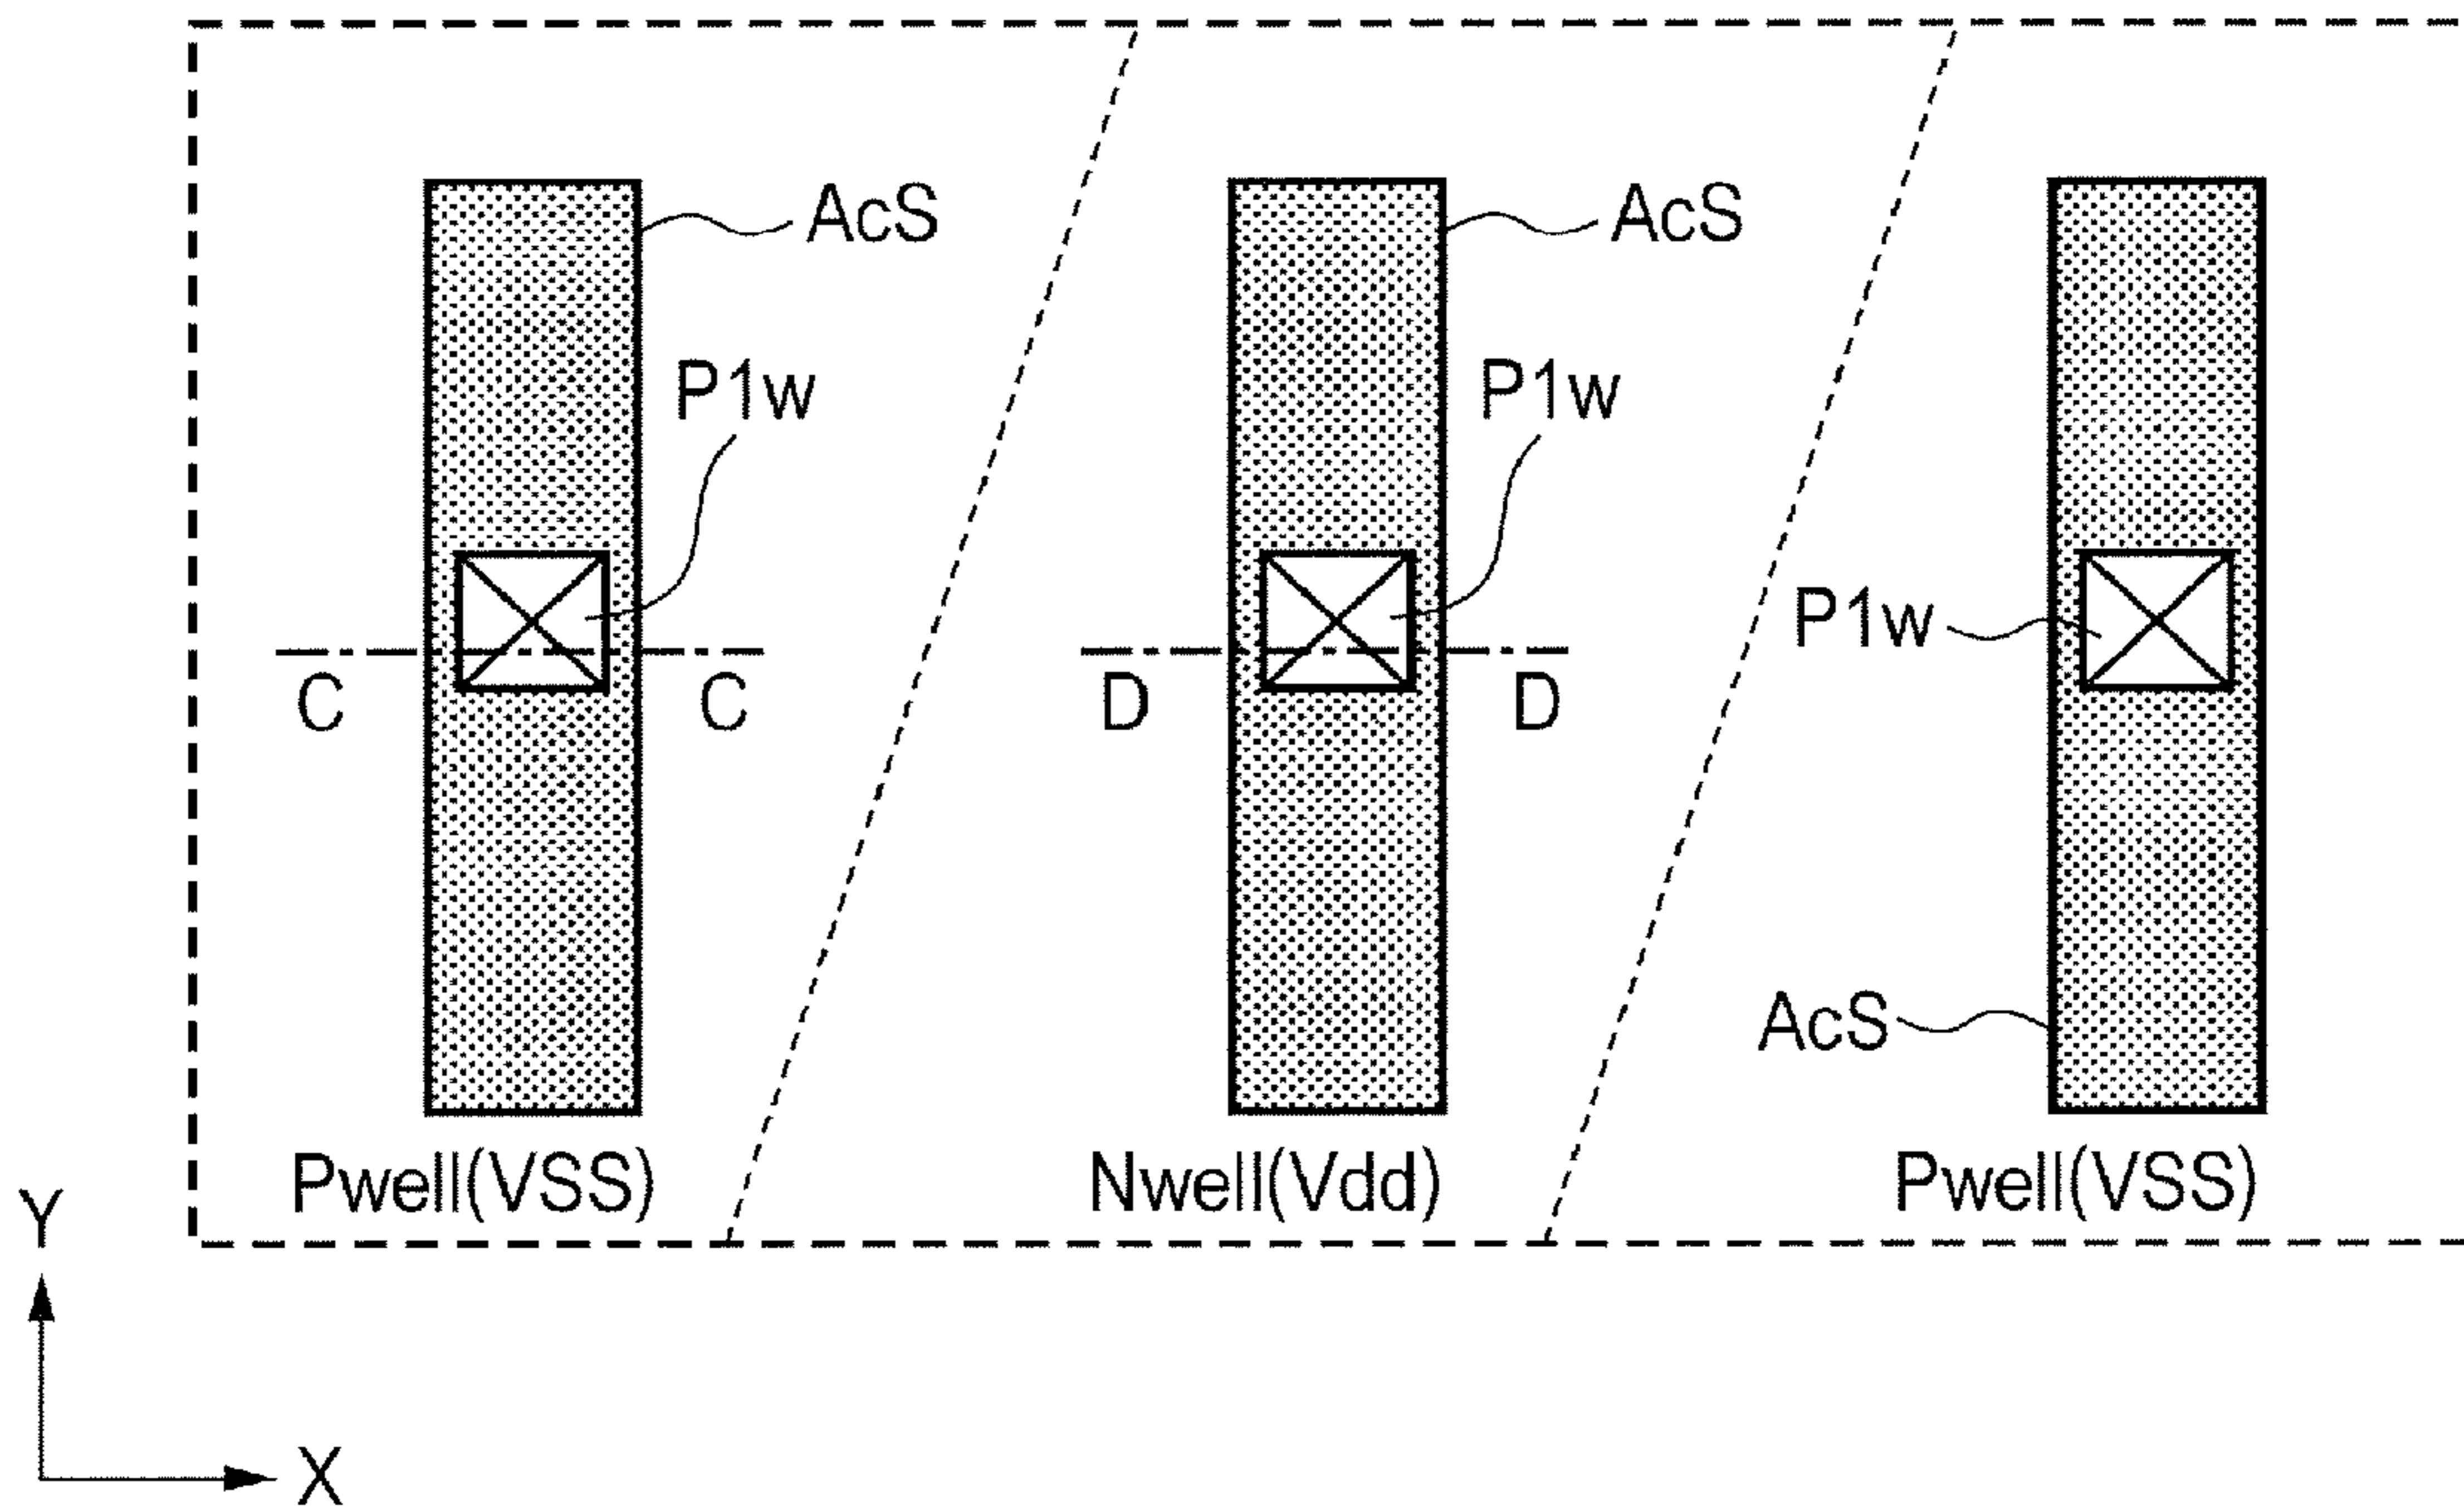 AcS
AcS
P1w
P1w
P1w
C
C
D
D
AcS
Pwell(VSS)
Nwell(Vdd)
Pwell(VSS)
Y
X